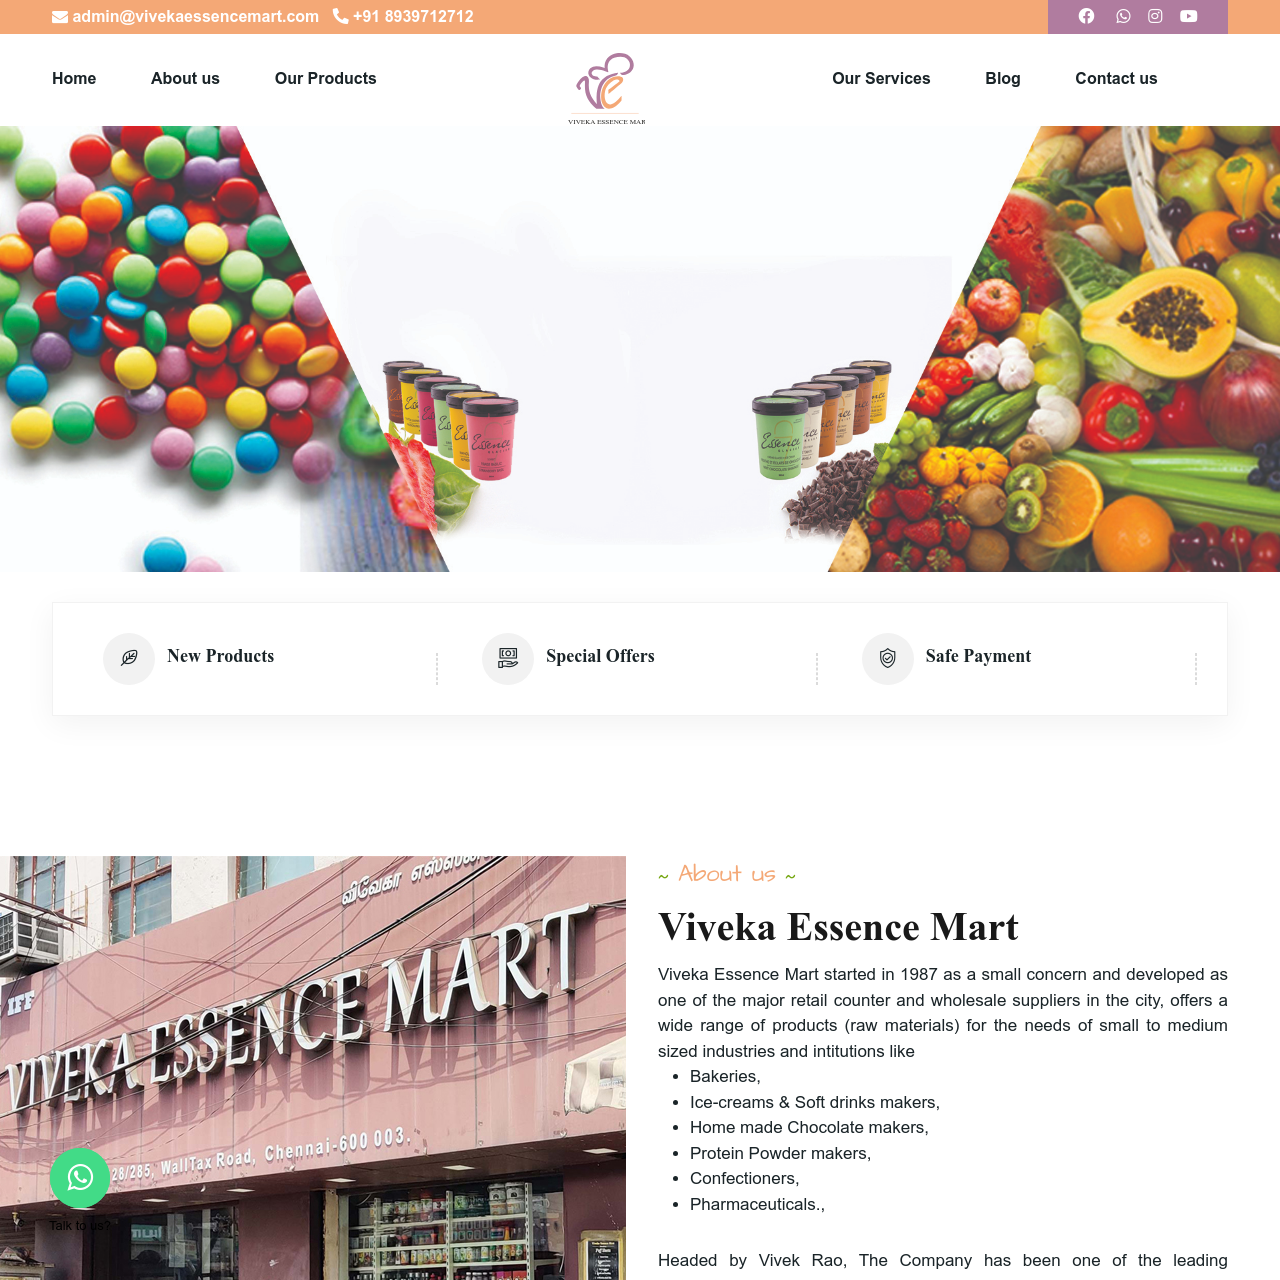 admin@vivekaessencemart.com +91 8939712712
Home About us Our Products Our Services Blog Contact us
VIVEKA ESSENCE MAR
Essence
Essence
New Products Special Offers Safe Payment
~ About us ~
Viveka Essence Mart
Viveka Essence Mart started in 1987 as a small concern and developed as
one of the major retail counter and wholesale suppliers in the city, offers a
wide range of products (raw materials) for the needs of small to medium
sized industries and intitutions like
Bakeries,
Ice-creams & Soft drinks makers,
Home made Chocolate makers,
Protein Powder makers,
Confectioners,
Pharmaceuticals.,
Headed by Vivek Rao, The Company has been one of the leading
விவேகா எஸ்ஸென்ஸ்
IFF
VIVEKA ESSENCE MART
28/285, WallTax Road, Chennai-600 003.
Talk to us?